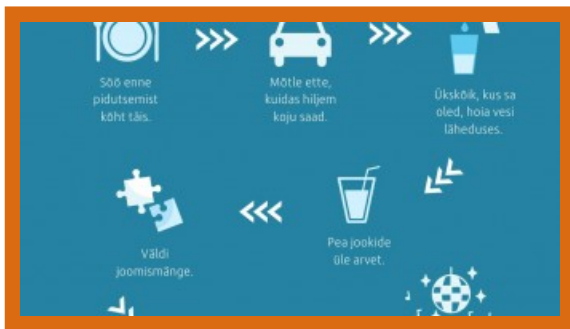 Söö enne
pidutsemist
kõht täis.
Mõtle ette,
kuidas hiljem
koju saad.
Ükskõik, kus sa
oled, hoia vesi
läheduses.
Pea jookide
üle arvet.
Väldi
joomismänge.